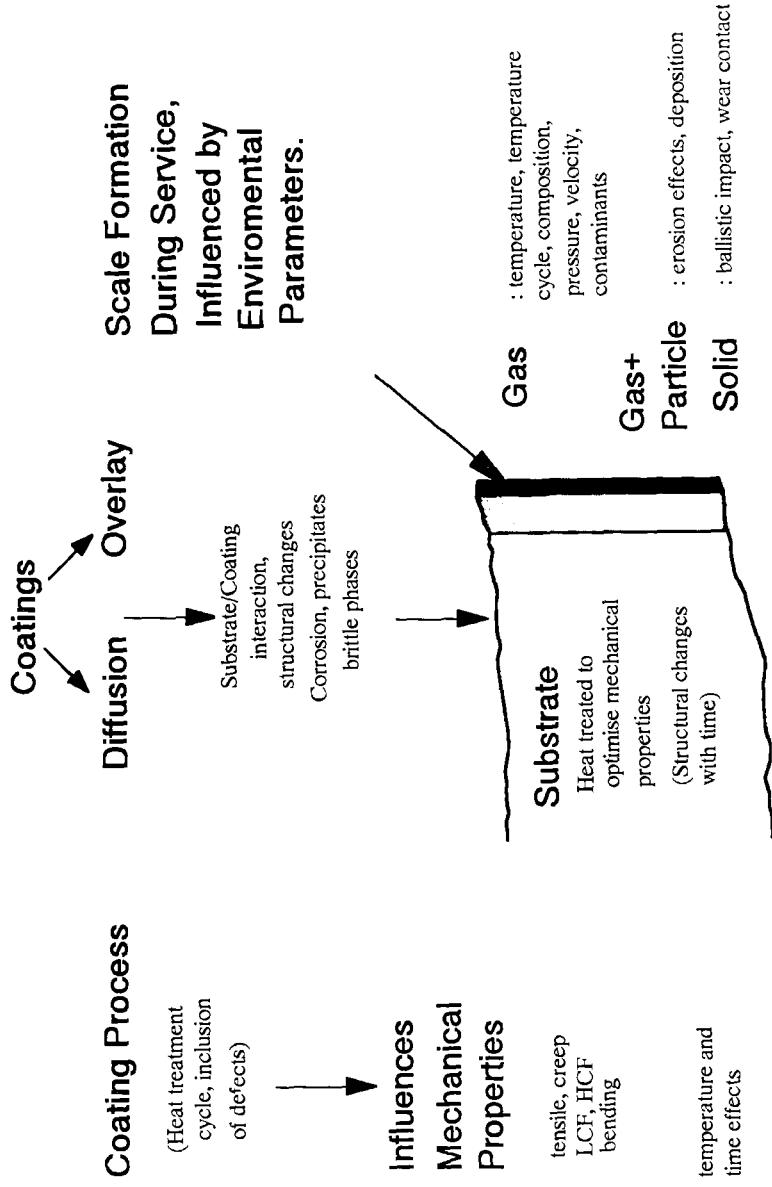 Coating Process
(Heat treatment
cycle, inclusion
of defects)
Influences
Mechanical
Properties
tensile, creep
LCF, HCF
bending
temperature and
time effects
Coatings
Diffusion
Overlay
Substrate/Coating
interaction,
structural changes
Corrosion, precipitates
brittle phases
Substrate
Heat treated to
optimise mechanical
properties
(Structural changes
with time)
Scale Formation
During Service,
Influenced by
Enviromental
Parameters.
Gas : temperature, temperature
cycle, composition,
pressure, velocity,
contaminants
Gas+
Particle : erosion effects, deposition
Solid : ballistic impact, wear contact